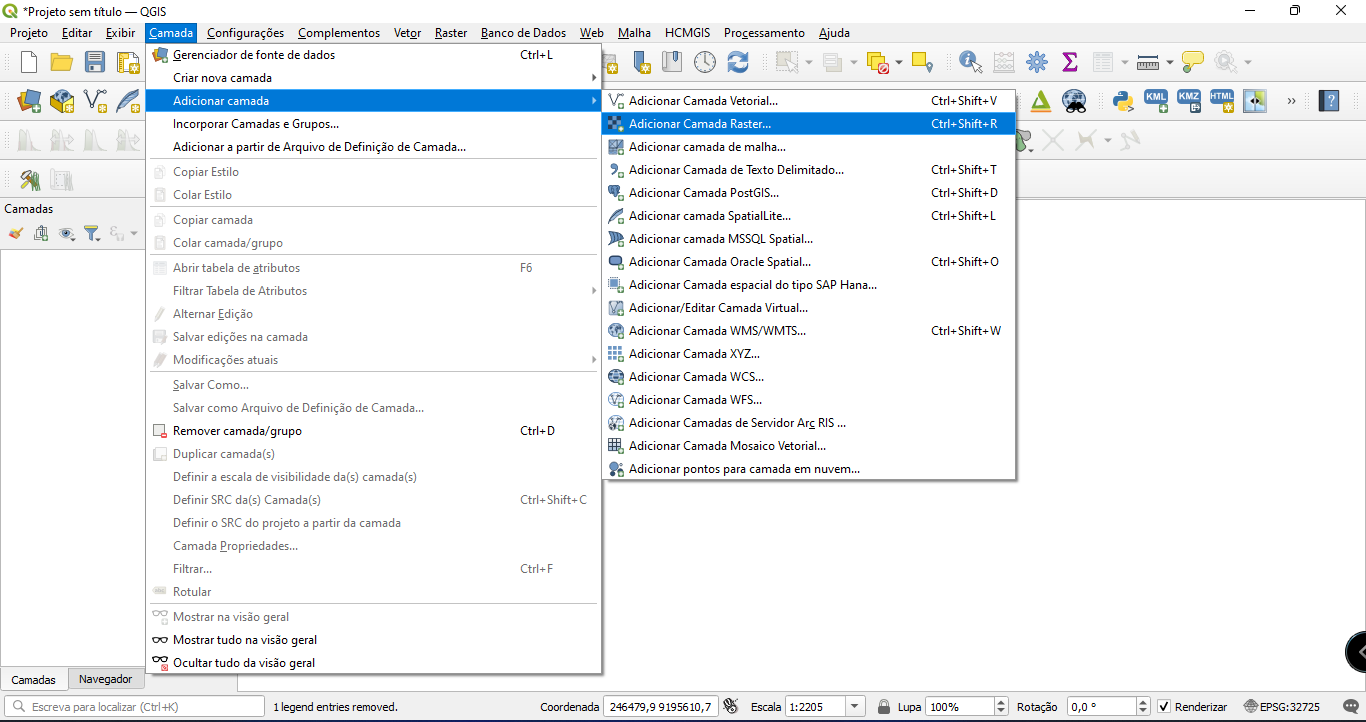 *Projeto sem título — QGIS
Projeto Editar Exibir Camada Configurações Complementos Vetor Raster Banco de Dados Web Malha HCMGIS Processamento Ajuda
Gerenciador de fonte de dados Ctrl+L
Criar nova camada
Adicionar camada
Incorporar Camadas e Grupos...
Adicionar a partir de Arquivo de Definição de Camada...
Copiar Estilo
Colar Estilo
Copiar camada
Colar camada/grupo
Abrir tabela de atributos F6
Filtrar Tabela de Atributos
Alternar Edição
Salvar edições na camada
Modificações atuais
Salvar Como...
Salvar como Arquivo de Definição de Camada...
Remover camada/grupo Ctrl+D
Duplicar camada(s)
Definir a escala de visibilidade da(s) camada(s)
Definir SRC da(s) Camada(s) Ctrl+Shift+C
Definir o SRC do projeto a partir da camada
Camada Propriedades...
Filtrar... Ctrl+F
Rotular
Mostrar na visão geral
Mostrar tudo na visão geral
Ocultar tudo da visão geral
Adicionar Camada Vetorial... Ctrl+Shift+V
Adicionar Camada Raster... Ctrl+Shift+R
Adicionar camada de malha...
Adicionar Camada de Texto Delimitado... Ctrl+Shift+T
Adicionar Camada PostGIS... Ctrl+Shift+D
Adicionar camada SpatialLite... Ctrl+Shift+L
Adicionar camada MSSQL Spatial...
Adicionar Camada Oracle Spatial... Ctrl+Shift+O
Adicionar Camada espacial do tipo SAP Hana...
Adicionar/Editar Camada Virtual...
Adicionar Camada WMS/WMTS... Ctrl+Shift+W
Adicionar Camada XYZ...
Adicionar Camada WCS...
Adicionar Camada WFS...
Adicionar Camadas de Servidor Arc RIS ...
Adicionar Camada Mosaico Vetorial...
Adicionar pontos para camada em nuvem...
KML KMZ HTML »
Camadas
Camadas Navegador
Escreva para localizar (Ctrl+K) 1 legend entries removed. Coordenada 246479,9 9195610,7 Escala 1:2205 Lupa 100% Rotação 0,0 ° Renderizar EPSG:32725